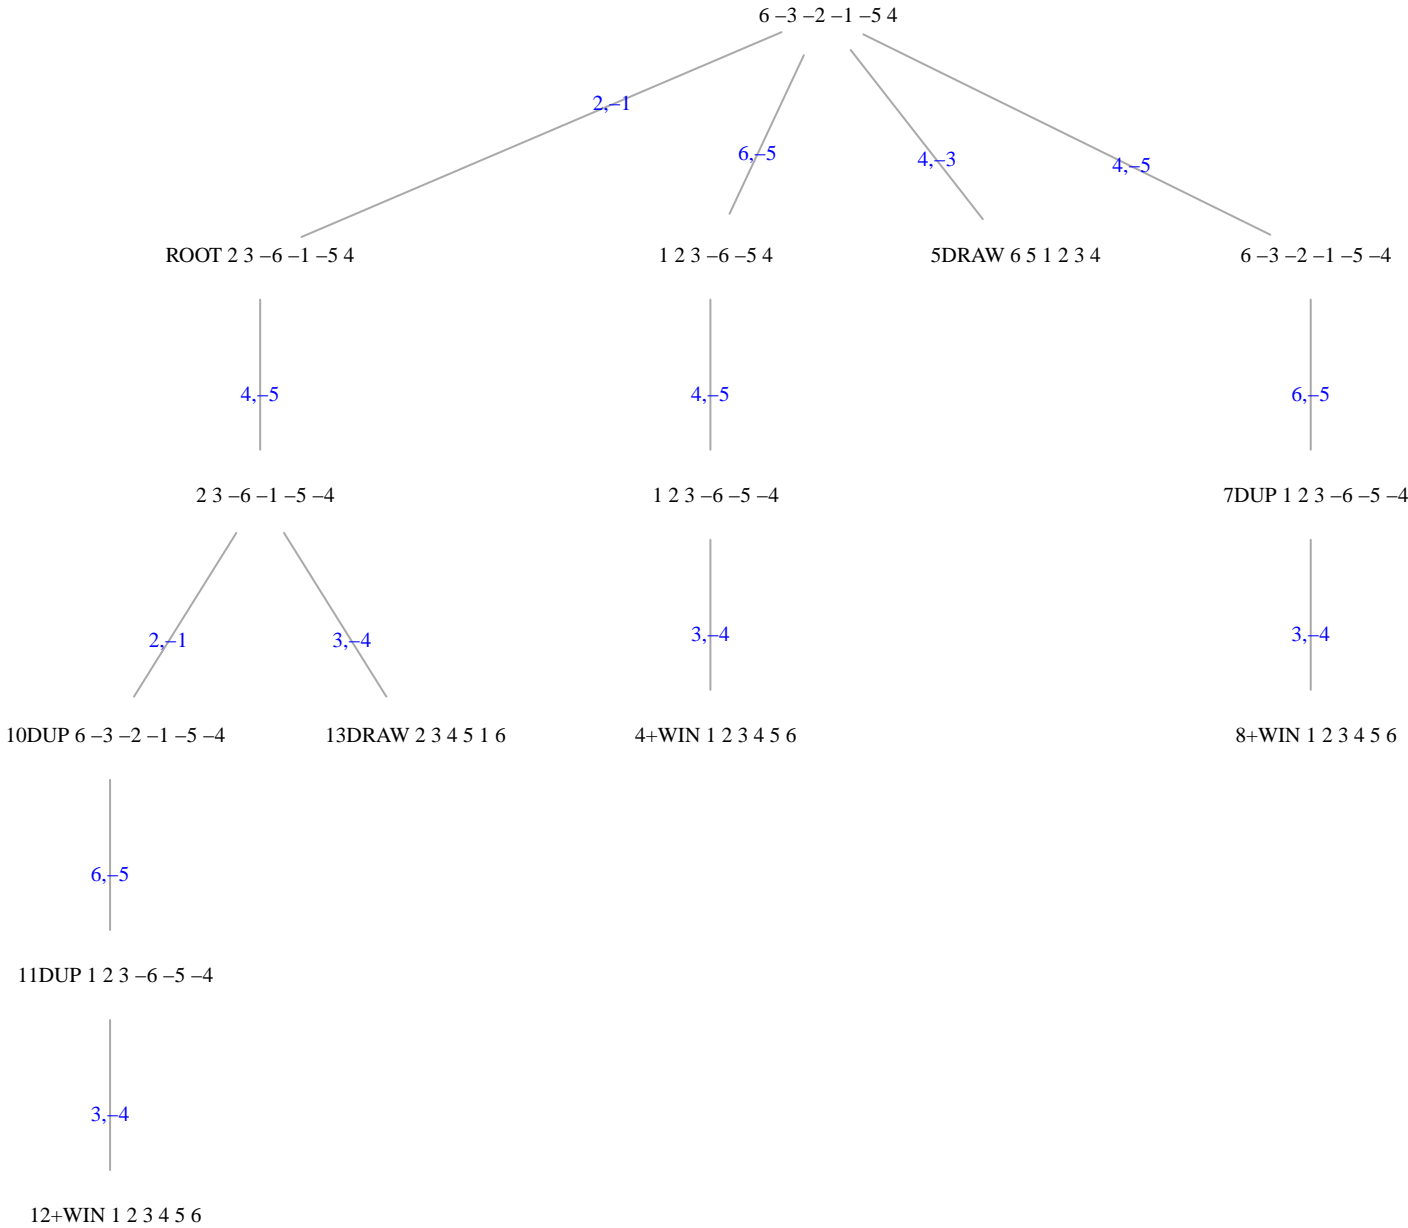 6 –3 –2 –1 –5 4
2,–1
6,–5
4,–3
4,–5
ROOT 2 3 –6 –1 –5 4
1 2 3 –6 –5 4
5DRAW 6 5 1 2 3 4
6 –3 –2 –1 –5 –4
4,–5
4,–5
6,–5
2 3 –6 –1 –5 –4
1 2 3 –6 –5 –4
7DUP 1 2 3 –6 –5 –4
2,–1
3,–4
3,–4
3,–4
10DUP 6 –3 –2 –1 –5 –4
13DRAW 2 3 4 5 1 6
4+WIN 1 2 3 4 5 6
8+WIN 1 2 3 4 5 6
6,–5
11DUP 1 2 3 –6 –5 –4
3,–4
12+WIN 1 2 3 4 5 6